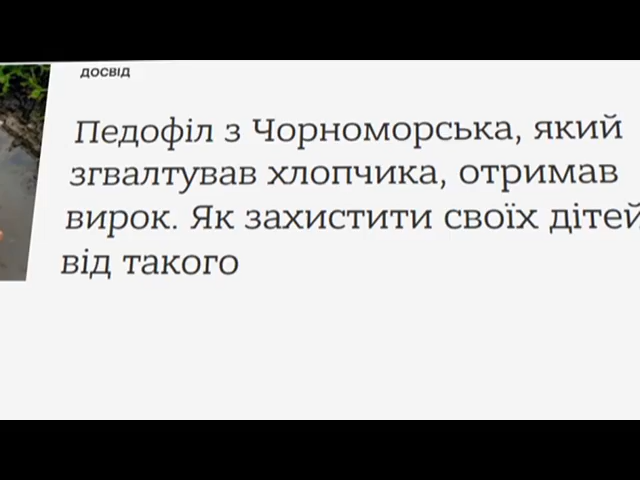 ДОСВІД
Педофіл з Чорноморська, який
згвалтував хлопчика, отримав
вирок. Як захистити своїх дітей
від такого